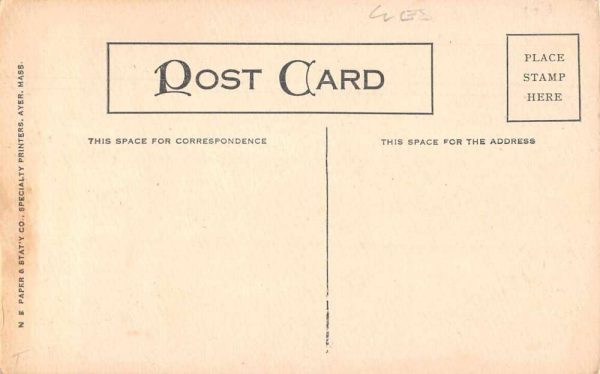 POST CARD
PLACE
STAMP
HERE
THIS SPACE FOR CORRESPONDENCE
THIS SPACE FOR THE ADDRESS
N E PAPER & STAT'Y CO., SPECIALTY PRINTERS, AYER, MASS.